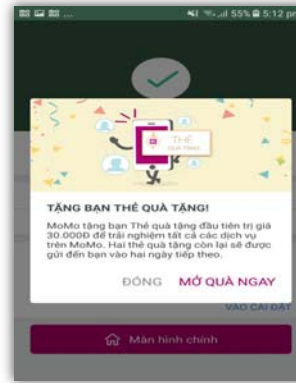 55% 5:12 pm
THẺ
QUÀ TẶNG
TẶNG BẠN THẺ QUÀ TẶNG!
MoMo tặng bạn Thẻ quà tặng đầu tiên trị giá
30.000Đ để trải nghiệm tất cả các dịch vụ
trên MoMo. Hai thẻ quà tặng còn lại sẽ được
gửi đến bạn vào hai ngày tiếp theo.
ĐÓNG MỞ QUÀ NGAY
VÀO CÀI ĐẶT
Màn hình chính